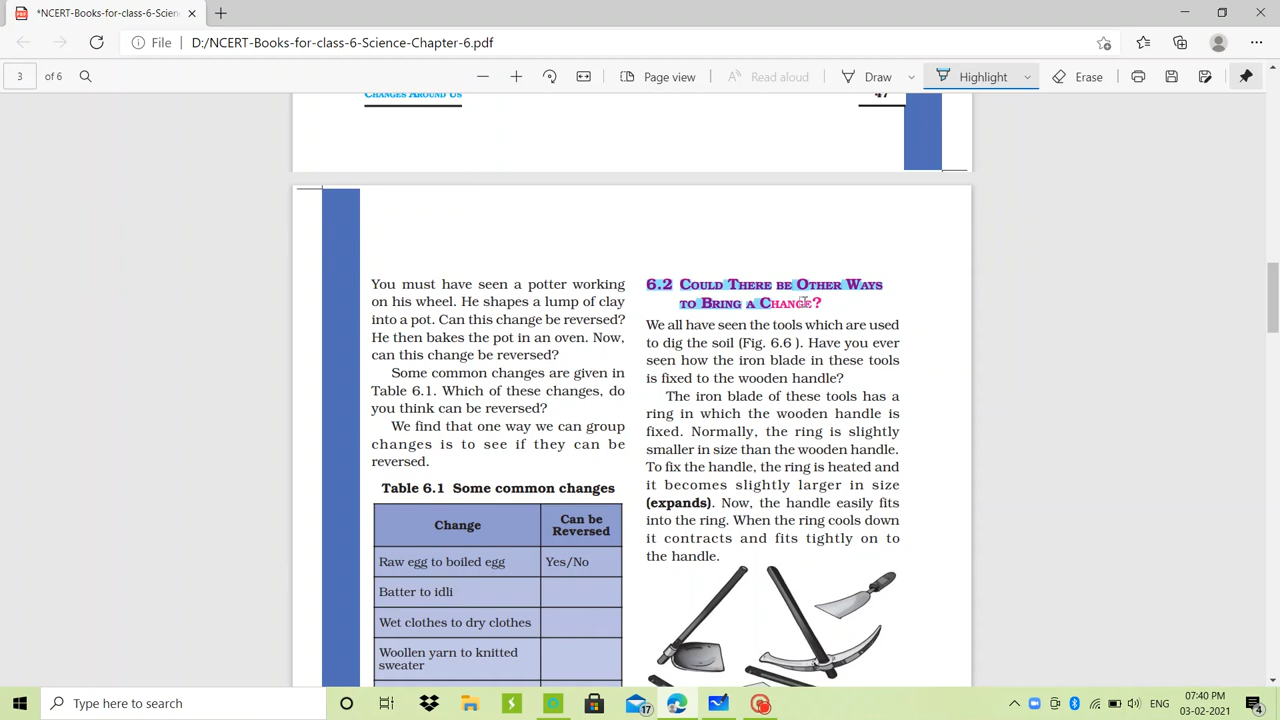 *NCERT-Books-for-class-6-Scien
File
D:/NCERT-Books-for-class-6-Science-Chapter-6.pdf
3 of 6
Page view
Read aloud
Draw
Highlight
Erase
CHANGES AROUND US
47
You must have seen a potter working
on his wheel. He shapes a lump of clay
into a pot. Can this change be reversed?
He then bakes the pot in an oven. Now,
can this change be reversed?
Some common changes are given in
Table 6.1. Which of these changes, do
you think can be reversed?
We find that one way we can group
changes is to see if they can be
reversed.
Table 6.1 Some common changes
Change
Can be
Reversed
Raw egg to boiled egg
Yes/No
Batter to idli
Wet clothes to dry clothes
Woollen yarn to knitted
sweater
6.2 COULD THERE BE OTHER WAYS
TO BRING A CHANGE?
We all have seen the tools which are used
to dig the soil (Fig. 6.6 ). Have you ever
seen how the iron blade in these tools
is fixed to the wooden handle?
The iron blade of these tools has a
ring in which the wooden handle is
fixed. Normally, the ring is slightly
smaller in size than the wooden handle.
To fix the handle, the ring is heated and
it becomes slightly larger in size
(expands). Now, the handle easily fits
into the ring. When the ring cools down
it contracts and fits tightly on to
the handle.
Type here to search
17
ENG
07:40 PM
03-02-2021
4